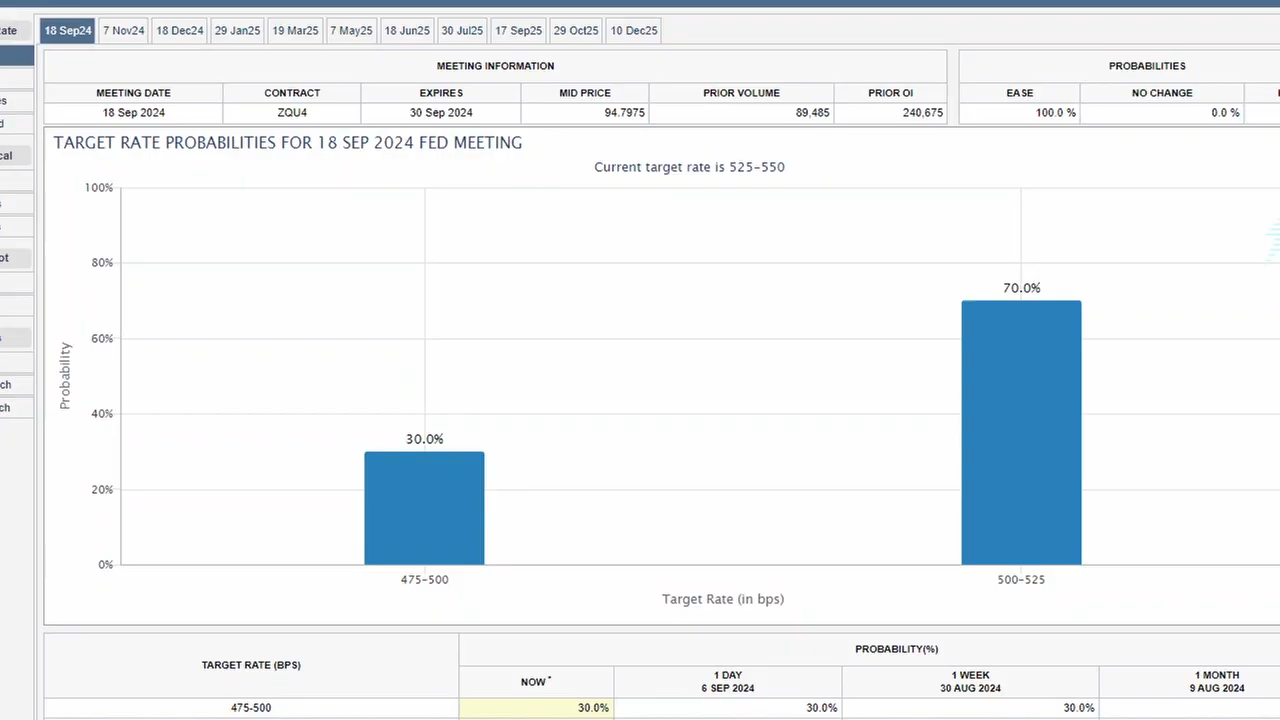 ate
18 Sep24 7 Nov24 18 Dec24 29 Jan25 19 Mar25 7 May25 18 Jun25 30 Jul25 17 Sep25 29 Oct25 10 Dec25
MEETING INFORMATION
PROBABILITIES
MEETING DATE CONTRACT EXPIRES MID PRICE PRIOR VOLUME PRIOR OI
EASE NO CHANGE
es
18 Sep 2024 ZQU4 30 Sep 2024 94.7975 89,485 240,675
100.0 % 0.0 %
d
TARGET RATE PROBABILITIES FOR 18 SEP 2024 FED MEETING
cal
Current target rate is 525-550
100%
s
s
ot
80%
70.0%
s
60%
Probability
ch
ch
40%
30.0%
20%
0%
475-500 500-525
Target Rate (in bps)
TARGET RATE (BPS)
PROBABILITY(%)
NOW *
1 DAY
6 SEP 2024
1 WEEK
30 AUG 2024
1 MONTH
9 AUG 2024
475-500 30.0% 30.0% 30.0%